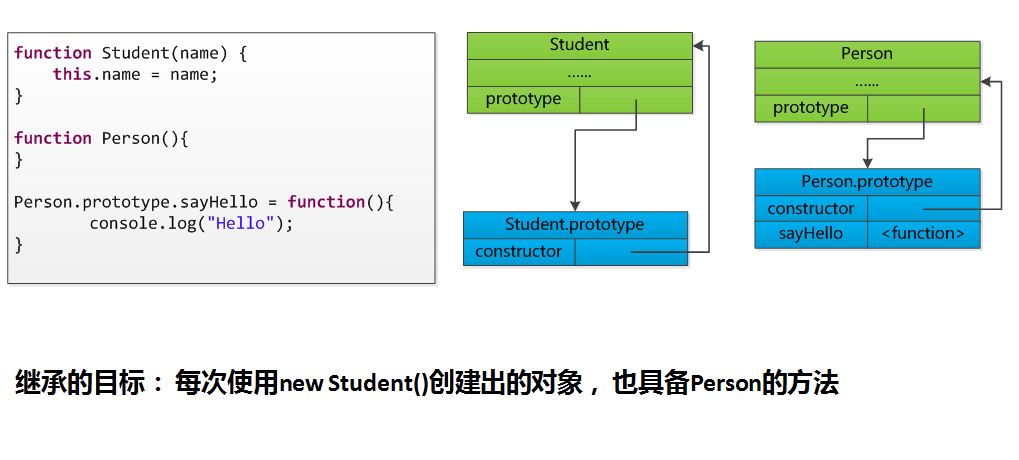 function Student(name) {
    this.name = name;
}
function Person(){
}
Person.prototype.sayHello = function(){
        console.log("Hello");
}
Student
......
prototype
Student.prototype
constructor
Person
......
prototype
Person.prototype
constructor
sayHello <function>
继承的目标：每次使用new Student()创建出的对象，也具备Person的方法